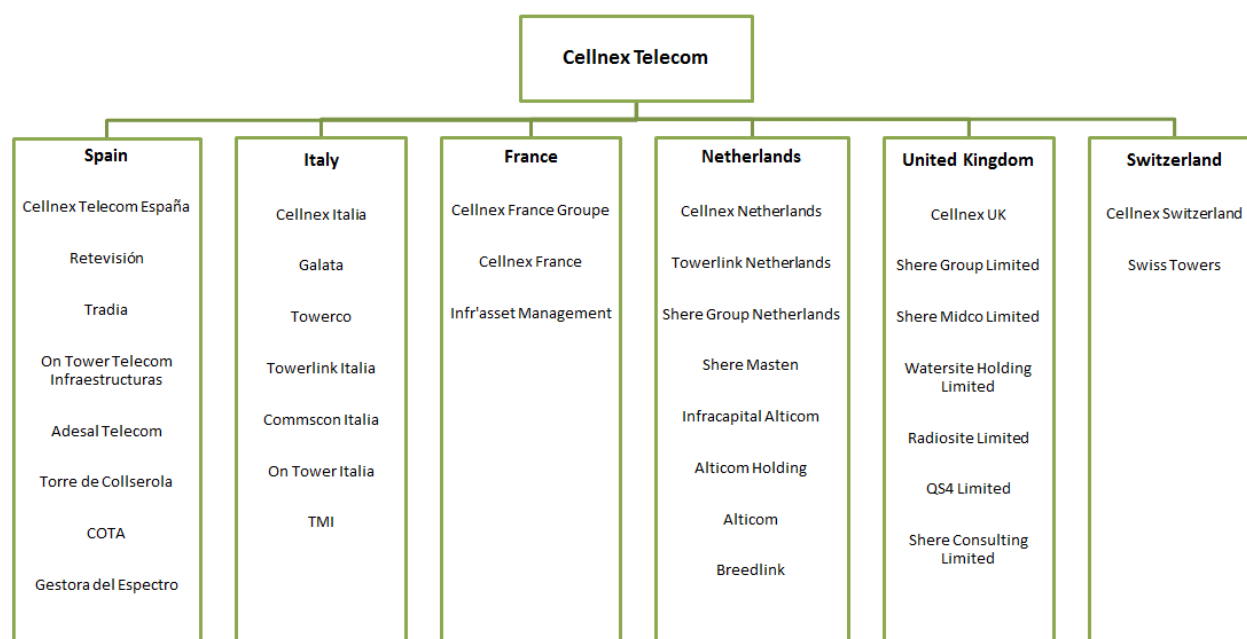 Cellnex Telecom
Spain
Cellnex Telecom España
Retevisión
Tradia
On Tower Telecom
Infraestructuras
Adesal Telecom
Torre de Collserola
COTA
Gestora del Espectro
Italy
Cellnex Italia
Galata
Towerco
Towerlink Italia
Commscon Italia
On Tower Italia
TMI
France
Cellnex France Groupe
Cellnex France
Infr'asset Management
Netherlands
Cellnex Netherlands
Towerlink Netherlands
Shere Group Netherlands
Shere Masten
Infracapital Alticom
Alticom Holding
Alticom
Breedlink
United Kingdom
Cellnex UK
Shere Group Limited
Shere Midco Limited
Watersite Holding
Limited
Radiosite Limited
QS4 Limited
Shere Consulting
Limited
Switzerland
Cellnex Switzerland
Swiss Towers